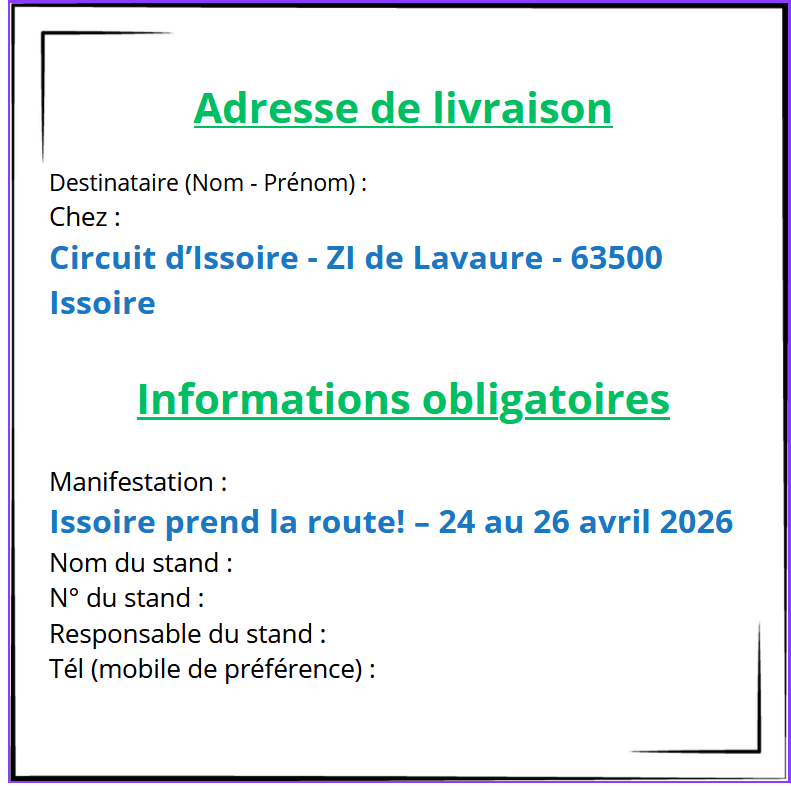 Adresse de livraison
Destinataire (Nom - Prénom) :
Chez :
Circuit d’Issoire - ZI de Lavaure - 63500
Issoire
Informations obligatoires
Manifestation :
Issoire prend la route! – 24 au 26 avril 2026
Nom du stand :
N° du stand :
Responsable du stand :
Tél (mobile de préférence) :